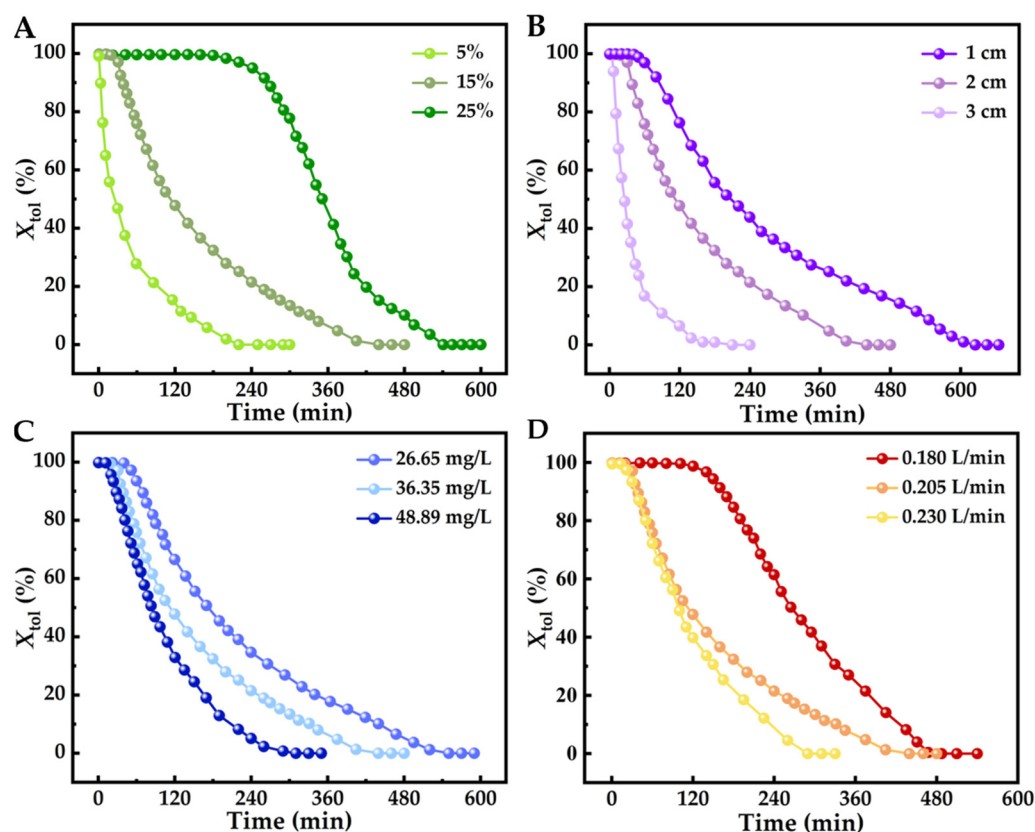 A
5%
15%
25%
X_tol (%)
100
80
60
40
20
0
0 120 240 360 480 600
Time (min)
B
1 cm
2 cm
3 cm
X_tol (%)
100
80
60
40
20
0
0 120 240 360 480 600
Time (min)
C
26.65 mg/L
36.35 mg/L
48.89 mg/L
X_tol (%)
100
80
60
40
20
0
0 120 240 360 480 600
Time (min)
D
0.180 L/min
0.205 L/min
0.230 L/min
X_tol (%)
100
80
60
40
20
0
0 120 240 360 480 600
Time (min)